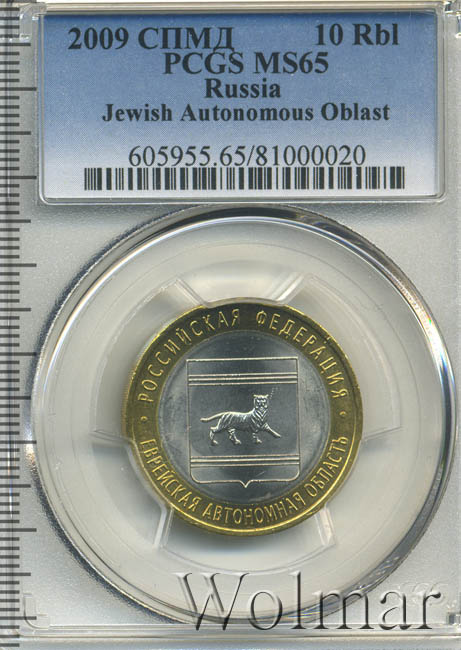 2009 СПМД 10 Rbl
PCGS MS65
Russia
Jewish Autonomous Oblast
605955.65/81000020
РОССИЙСКАЯ ФЕДЕРАЦИЯ
ЕВРЕЙСКАЯ АВТОНОМНАЯ ОБЛАСТЬ
Wolmar